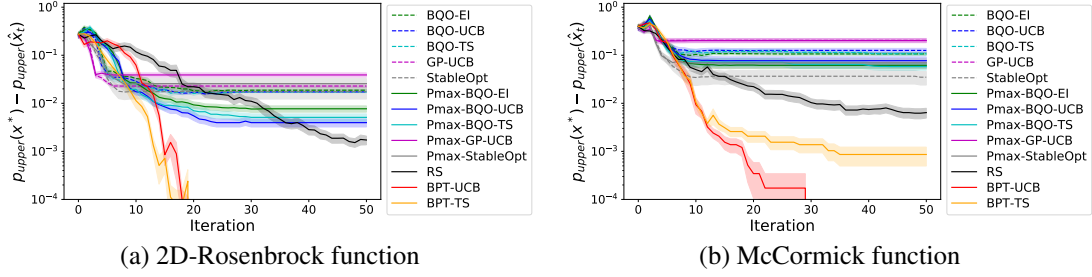 p_upper(x*) − p_upper(x̂_t)
10⁰
10⁻¹
10⁻²
10⁻³
10⁻⁴
0 10 20 30 40 50
Iteration
BQO-EI
BQO-UCB
BQO-TS
GP-UCB
StableOpt
Pmax-BQO-EI
Pmax-BQO-UCB
Pmax-BQO-TS
Pmax-GP-UCB
Pmax-StableOpt
RS
BPT-UCB
BPT-TS
(a) 2D-Rosenbrock function
p_upper(x*) − p_upper(x̂_t)
10⁰
10⁻¹
10⁻²
10⁻³
10⁻⁴
0 10 20 30 40 50
Iteration
BQO-EI
BQO-UCB
BQO-TS
GP-UCB
StableOpt
Pmax-BQO-EI
Pmax-BQO-UCB
Pmax-BQO-TS
Pmax-GP-UCB
Pmax-StableOpt
RS
BPT-UCB
BPT-TS
(b) McCormick function